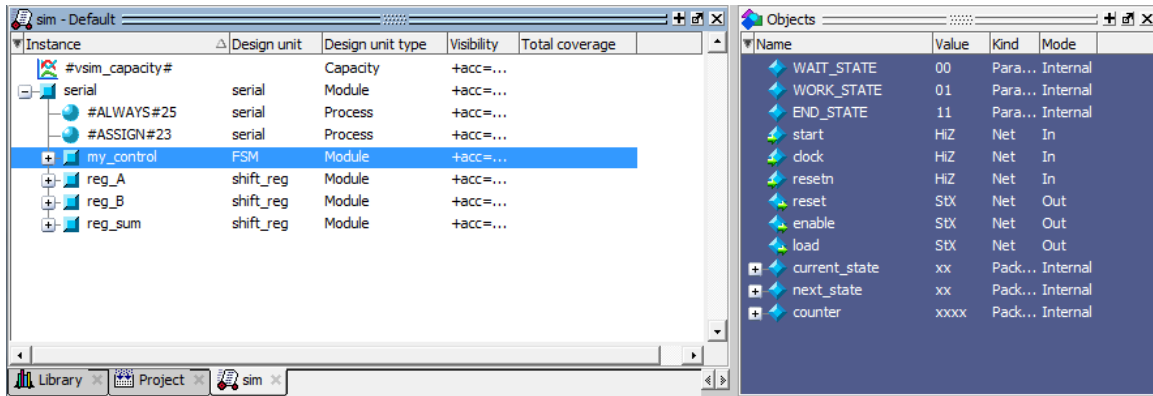 sim - Default
Instance Design unit Design unit type Visibility Total coverage
#vsim_capacity# Capacity +acc=...
serial serial Module +acc=...
#ALWAYS#25 serial Process +acc=...
#ASSIGN#23 serial Process +acc=...
my_control FSM Module +acc=...
reg_A shift_reg Module +acc=...
reg_B shift_reg Module +acc=...
reg_sum shift_reg Module +acc=...
Library Project sim
Objects
Name Value Kind Mode
WAIT_STATE 00 Para... Internal
WORK_STATE 01 Para... Internal
END_STATE 11 Para... Internal
start HiZ Net In
clock HiZ Net In
resetn HiZ Net In
reset StX Net Out
enable StX Net Out
load StX Net Out
current_state xx Pack... Internal
next_state xx Pack... Internal
counter xxxx Pack... Internal